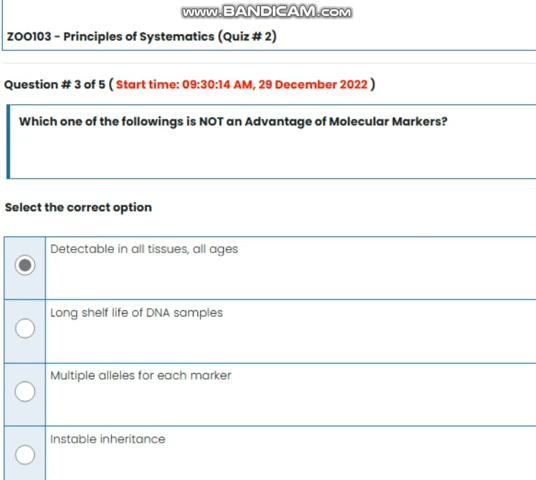 www.BANDICAM.com
ZOO103 - Principles of Systematics (Quiz # 2)
Question # 3 of 5 ( Start time: 09:30:14 AM, 29 December 2022 )
Which one of the followings is NOT an Advantage of Molecular Markers?
Select the correct option
Detectable in all tissues, all ages
Long shelf life of DNA samples
Multiple alleles for each marker
Instable inheritance